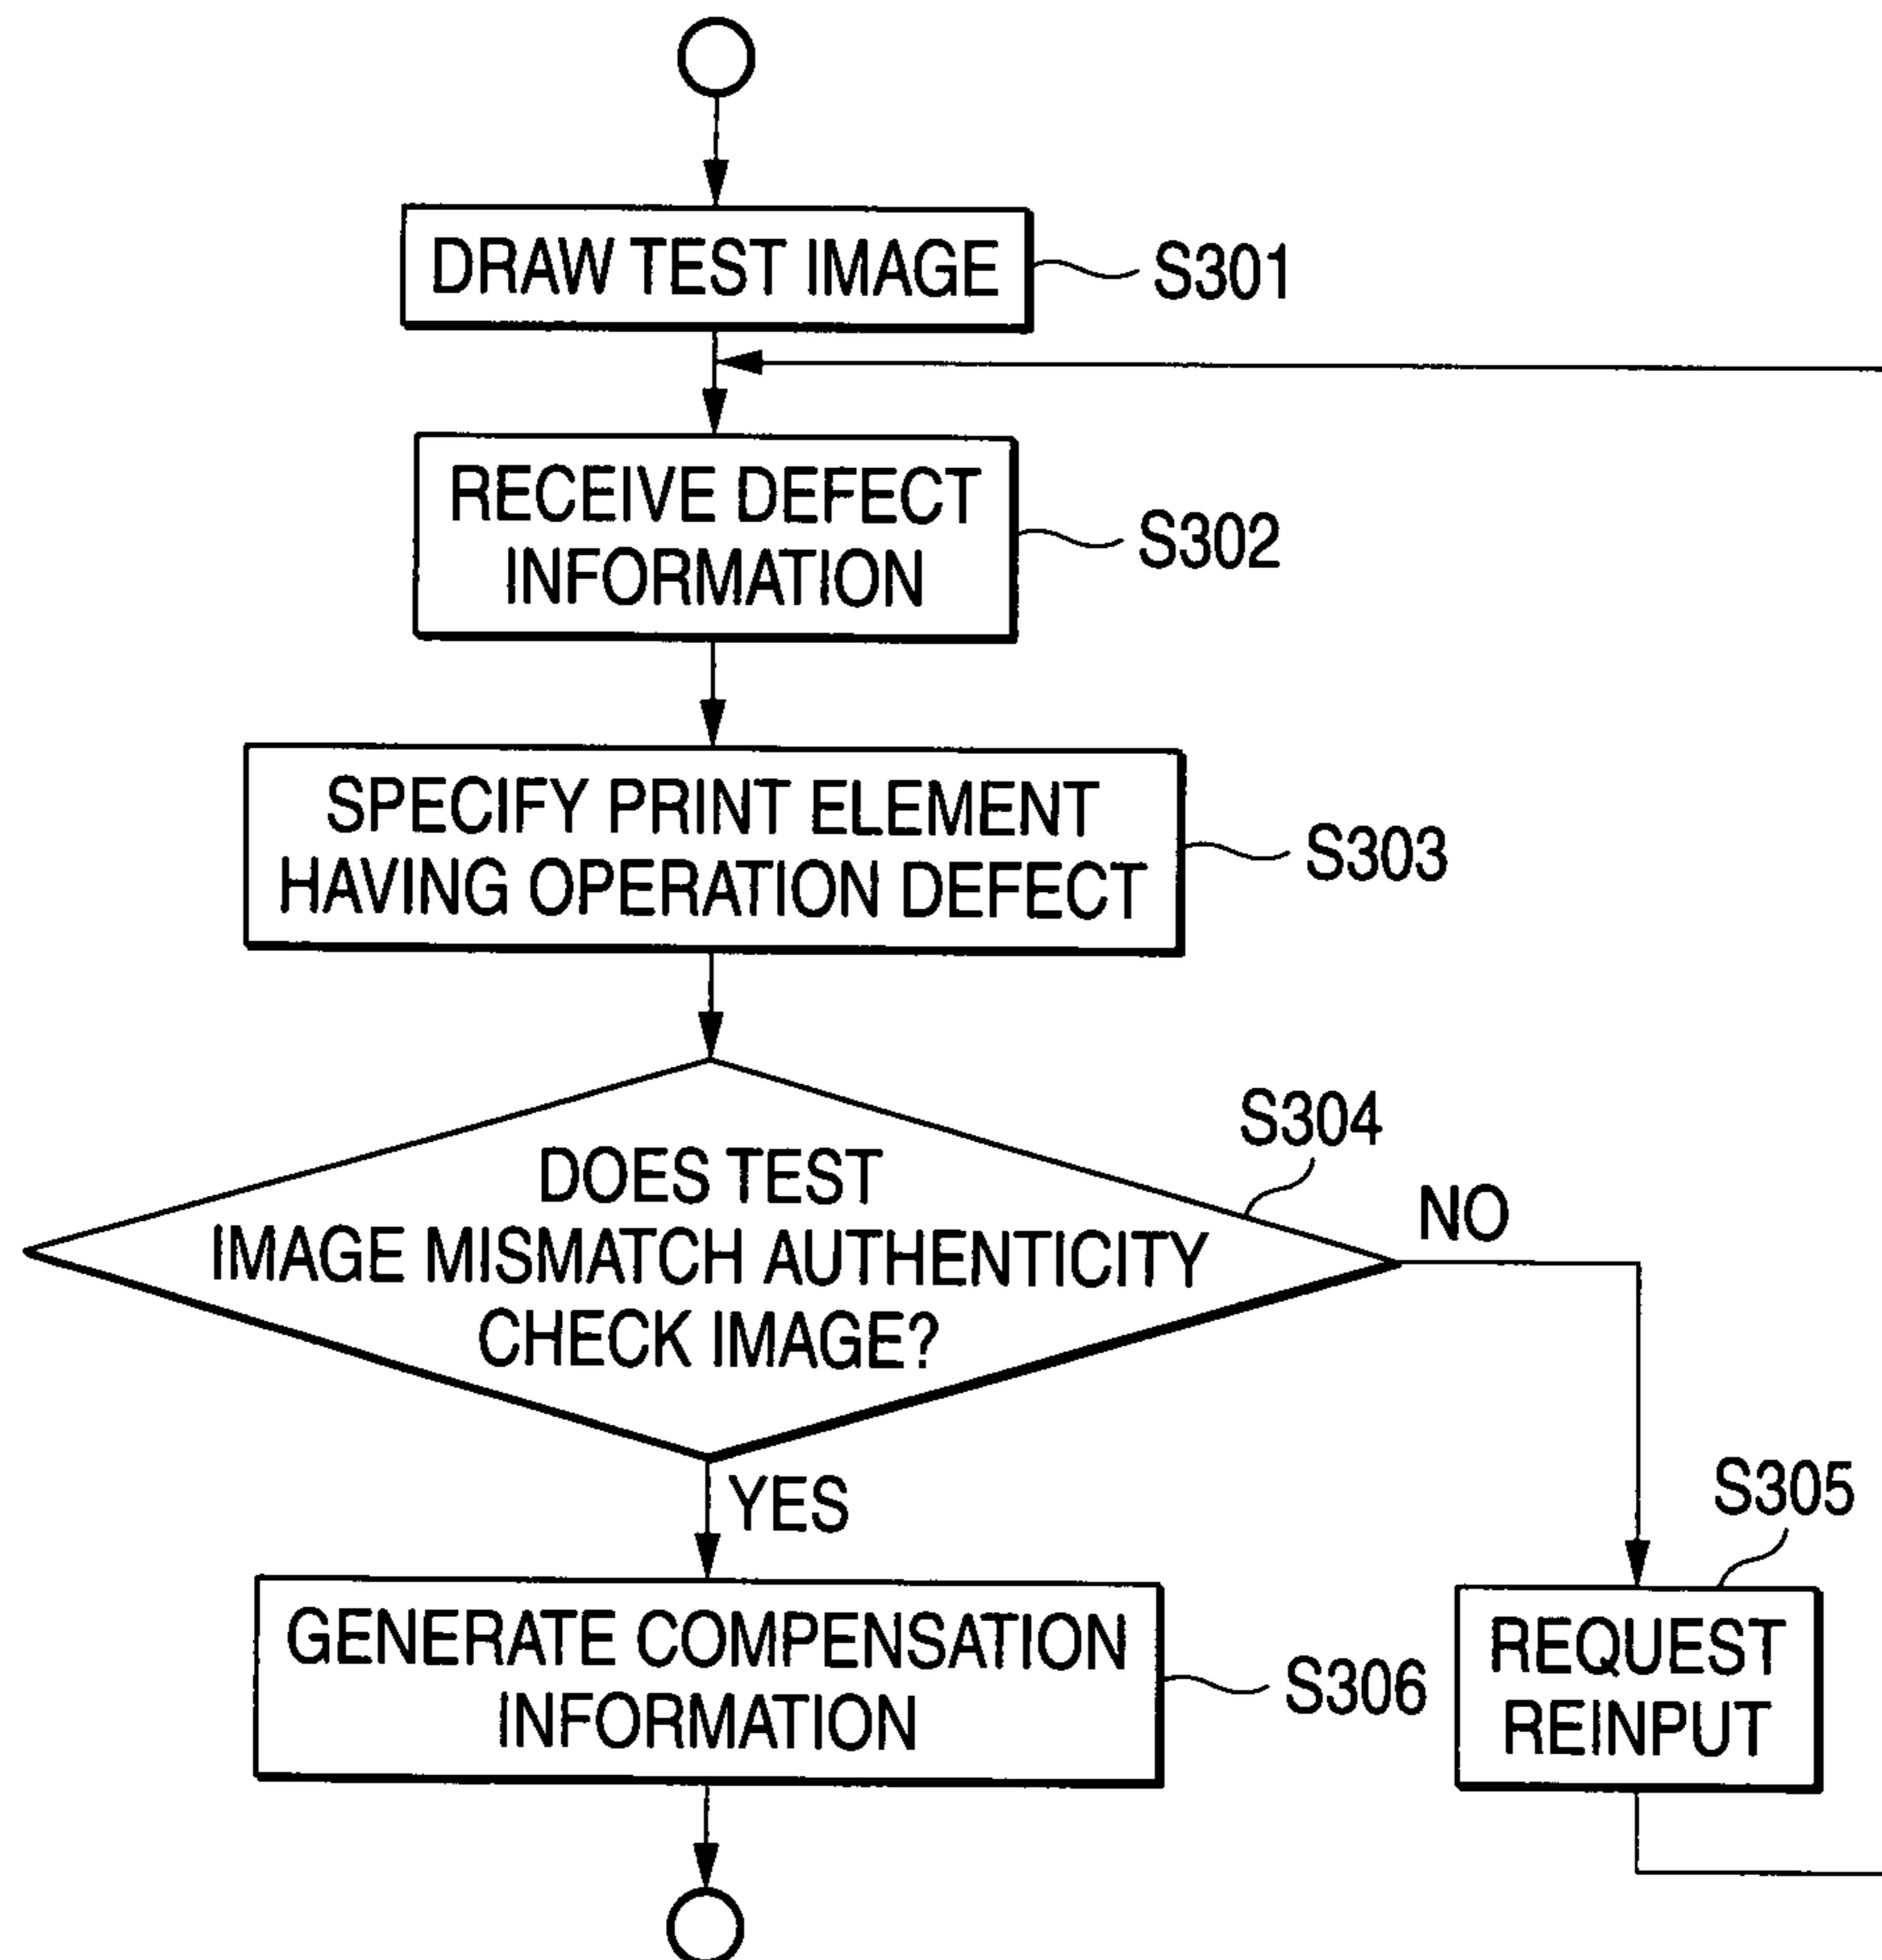 DRAW TEST IMAGE
S301
RECEIVE DEFECT
INFORMATION
S302
SPECIFY PRINT ELEMENT
HAVING OPERATION DEFECT
S303
S304
DOES TEST
IMAGE MISMATCH AUTHENTICITY
CHECK IMAGE?
NO
YES
S305
GENERATE COMPENSATION
INFORMATION
S306
REQUEST
REINPUT